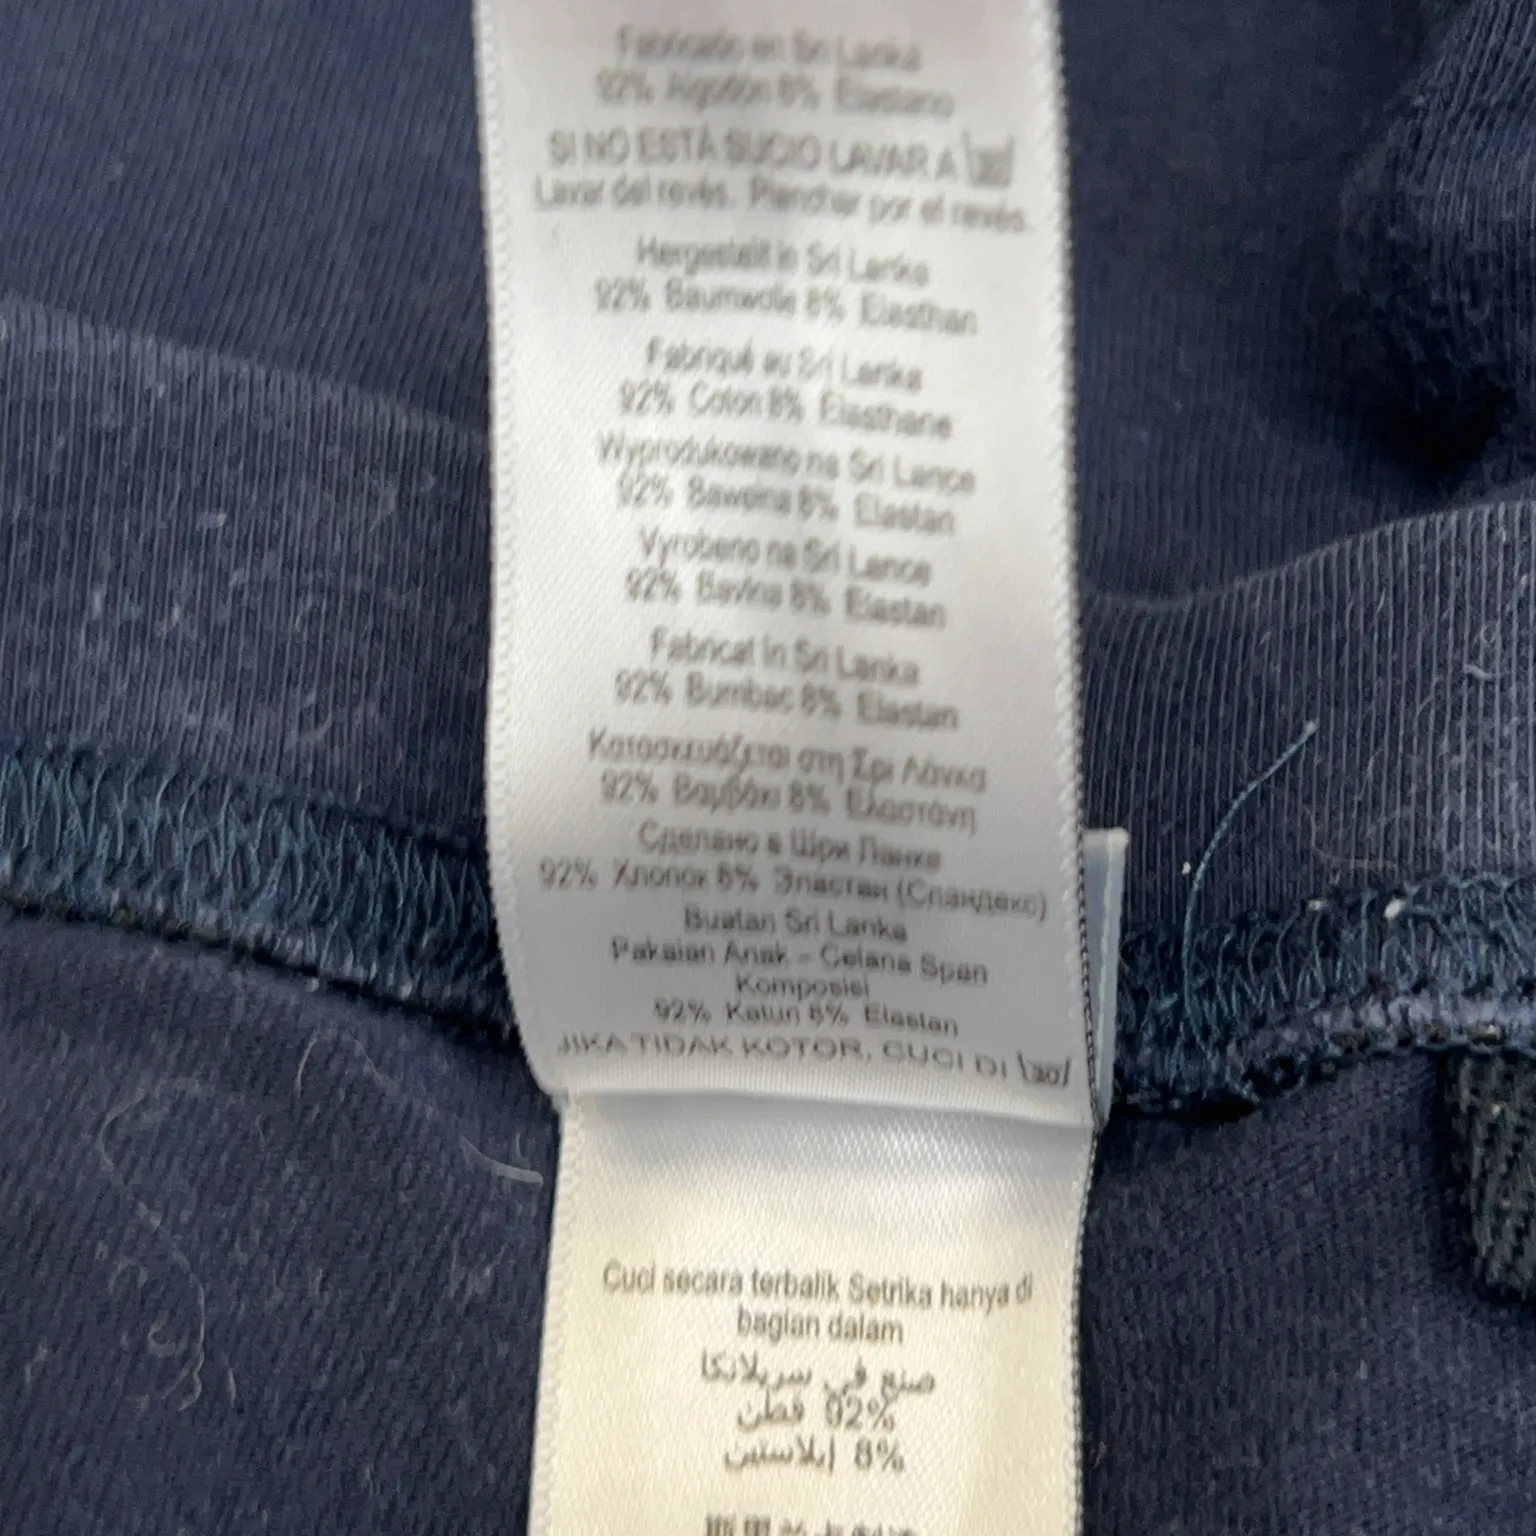 Fabricado en Sri Lanka
92% Algodón 8% Elastano
SI NO ESTÁ SUCIO LAVAR A 30
Lavar del revés. Planchar por el revés.
Hergestellt in Sri Lanka
92% Baumwolle 8% Elasthan
Fabriqué au Sri Lanka
92% Coton 8% Elasthane
Wyprodukowano na Sri Lance
92% Bawełna 8% Elastan
Vyrobeno na Sri Lance
92% Bavlna 8% Elastan
Fabricat în Sri Lanka
92% Bumbac 8% Elastan
Κατασκευάζεται στη Σρι Λάνκα
92% Βαμβάκι 8% Ελαστάνη
Сделано в Шри Ланке
92% Хлопок 8% Эластан (Спандекс)
Buatan Sri Lanka
Pakaian Anak - Celana Span
Komposisi
92% Katun 8% Elastan
JIKA TIDAK KOTOR, CUCI DI 30
Cuci secara terbalik Setrika hanya di
bagian dalam
صنع في سريلانكا
92% قطن
8% إيلاستين